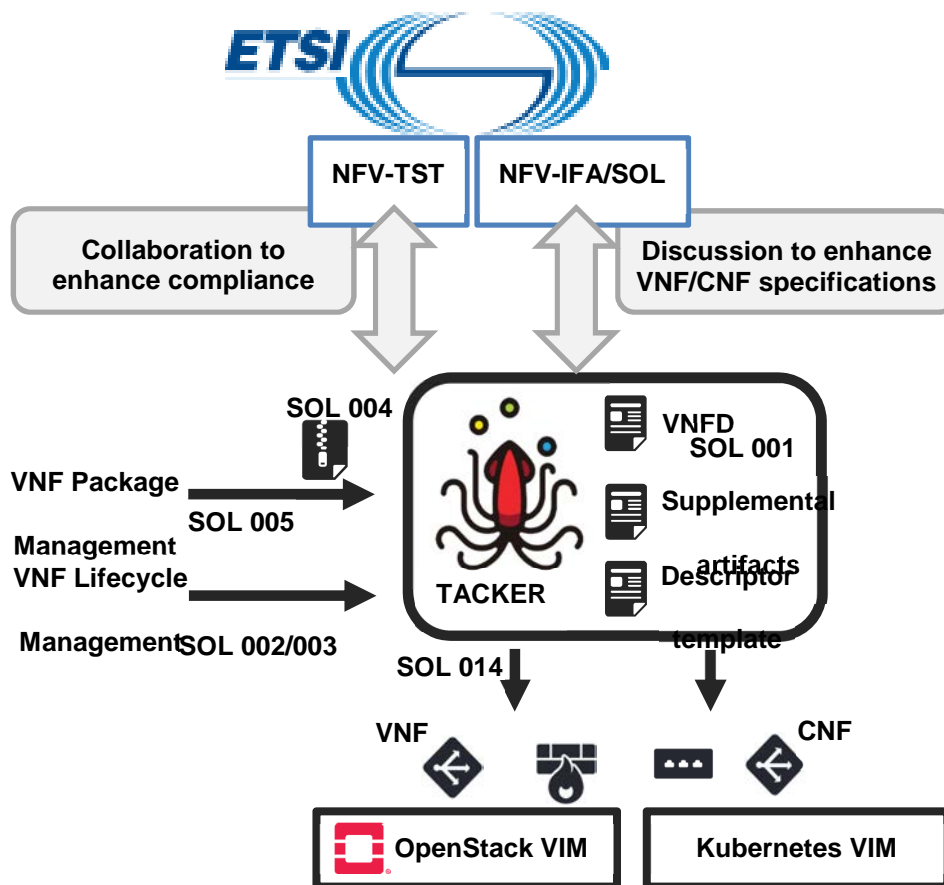 ETSI
NFV-TST
NFV-IFA/SOL
Collaboration to
enhance compliance
Discussion to enhance
VNF/CNF specifications
SOL 004
VNF Package
Management
SOL 005
VNF Lifecycle
Management
SOL 002/003
TACKER
VNFD
SOL 001
Supplemental
artifacts
Descriptor
template
SOL 014
VNF
CNF
OpenStack VIM
Kubernetes VIM